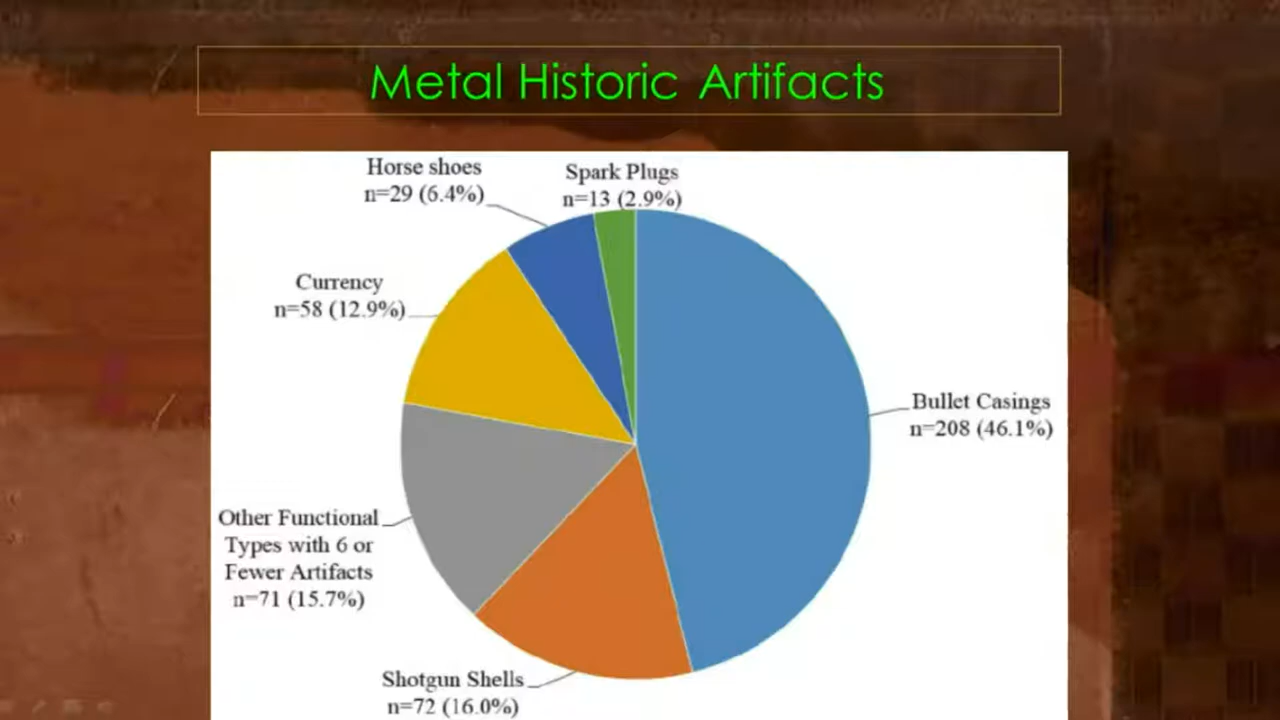 Metal Historic Artifacts
Horse shoes
n=29 (6.4%)
Spark Plugs
n=13 (2.9%)
Currency
n=58 (12.9%)
Bullet Casings
n=208 (46.1%)
Other Functional
Types with 6 or
Fewer Artifacts
n=71 (15.7%)
Shotgun Shells
n=72 (16.0%)